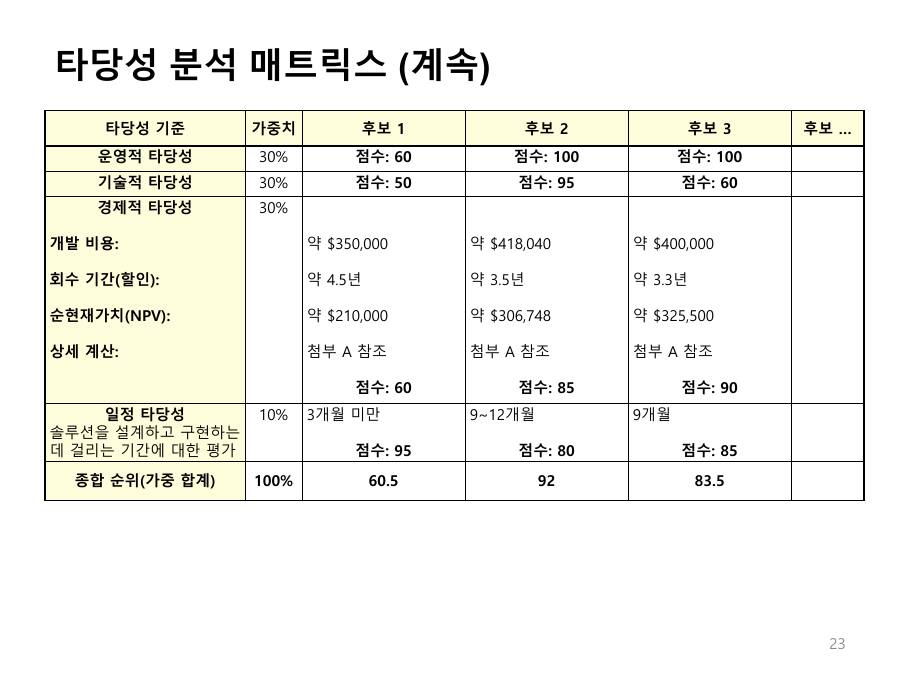 타당성 분석 매트릭스 (계속)
타당성 기준 가중치 후보 1 후보 2 후보 3 후보 ...
운영적 타당성 30% 점수: 60 점수: 100 점수: 100
기술적 타당성 30% 점수: 50 점수: 95 점수: 60
경제적 타당성 30%
개발 비용: 약 $350,000 약 $418,040 약 $400,000
회수 기간(할인): 약 4.5년 약 3.5년 약 3.3년
순현재가치(NPV): 약 $210,000 약 $306,748 약 $325,500
상세 계산: 첨부 A 참조 첨부 A 참조 첨부 A 참조
점수: 60 점수: 85 점수: 90
일정 타당성 10% 3개월 미만 9~12개월 9개월
솔루션을 설계하고 구현하는
데 걸리는 기간에 대한 평가 점수: 95 점수: 80 점수: 85
종합 순위(가중 합계) 100% 60.5 92 83.5
23